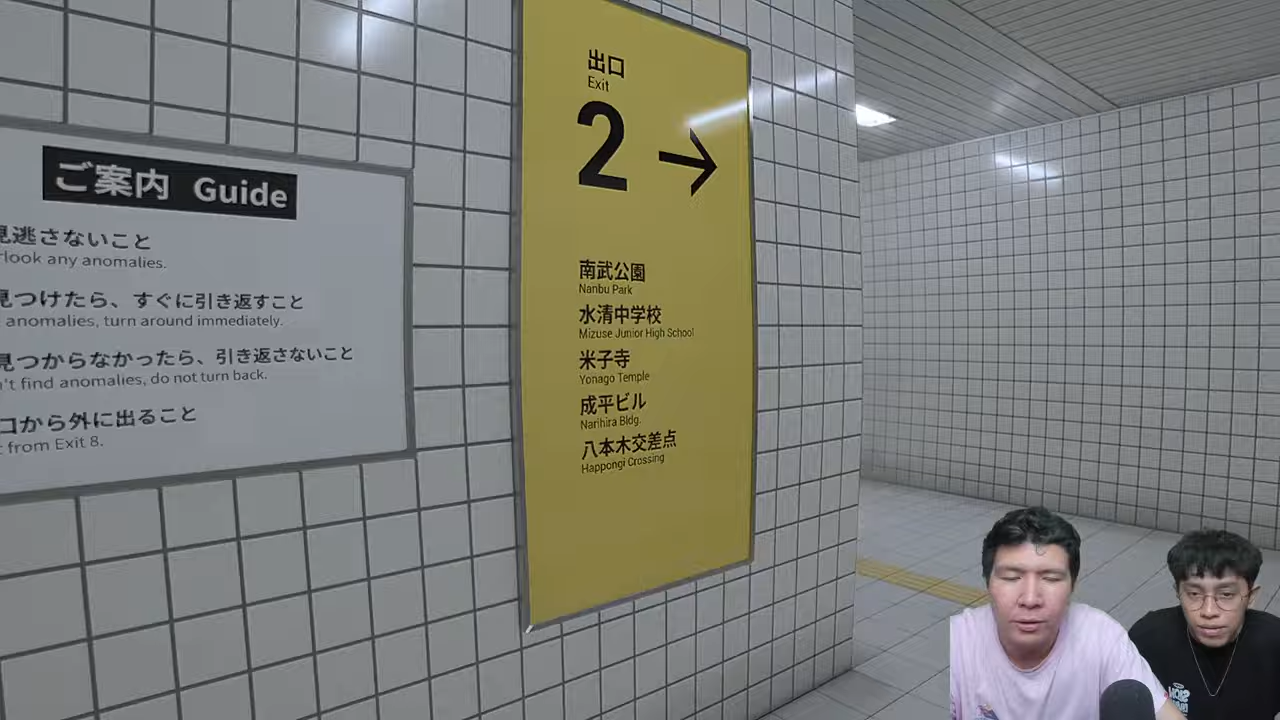 ご案内 Guide
見逃さないこと
rlook any anomalies.
見つけたら、すぐに引き返すこと
anomalies, turn around immediately.
見つからなかったら、引き返さないこと
't find anomalies, do not turn back.
口から外に出ること
from Exit 8.
出口
Exit
2 →
南武公園
Nanbu Park
水清中学校
Mizuse Junior High School
米子寺
Yonago Temple
成平ビル
Narihira Bldg.
八本木交差点
Happongi Crossing